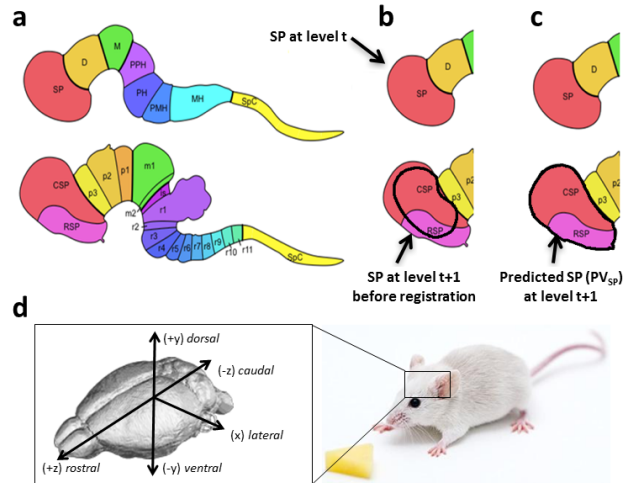 a
SP
D
M
PPH
PH
PMH
MH
SpC
CSP
RSP
p3
p2
p1
m1
m2
is
r1
r2
r3
r4
r5
r6
r7
r8
r9
r10
r11
SpC
b
SP at level t
SP
D
CSP
RSP
p3
p2
SP at level t+1
before registration
c
SP
D
CSP
RSP
p3
p2
Predicted SP (PVSP)
at level t+1
d
(+y) dorsal
(-z) caudal
(x) lateral
(+z) rostral
(-y) ventral